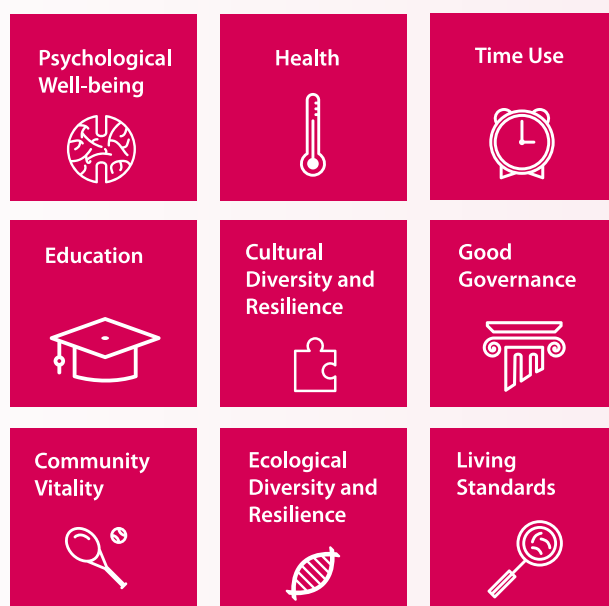 Psychological
Well-being
Health
Time Use
Education
Cultural
Diversity and
Resilience
Good
Governance
Community
Vitality
Ecological
Diversity and
Resilience
Living
Standards